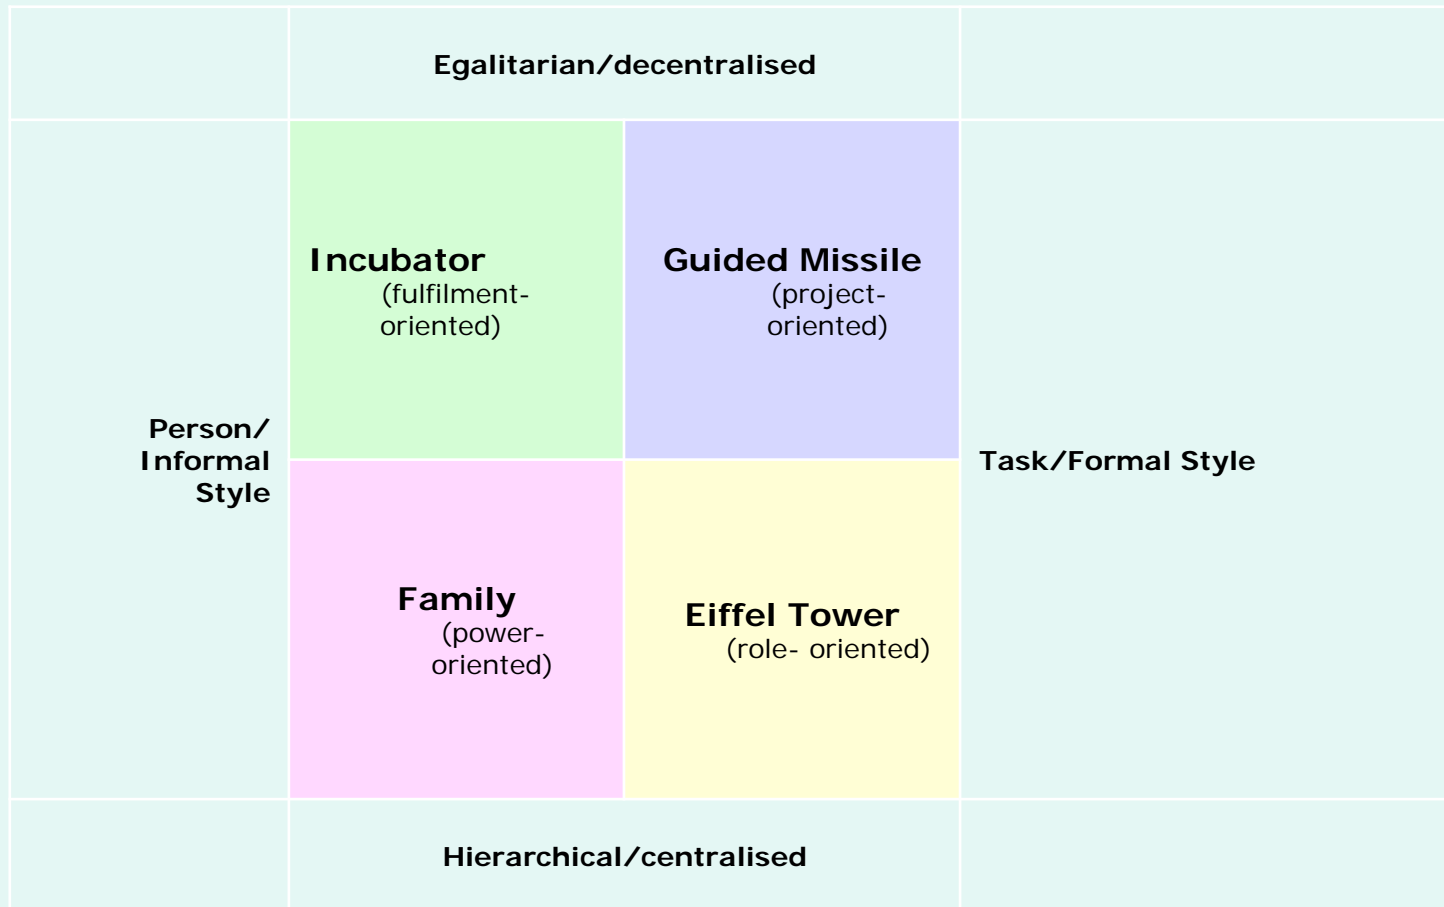 Egalitarian/decentralised
Incubator
(fulfilment-
oriented)
Guided Missile
(project-
oriented)
Person/
Informal
Style
Task/Formal Style
Family
(power-
oriented)
Eiffel Tower
(role- oriented)
Hierarchical/centralised